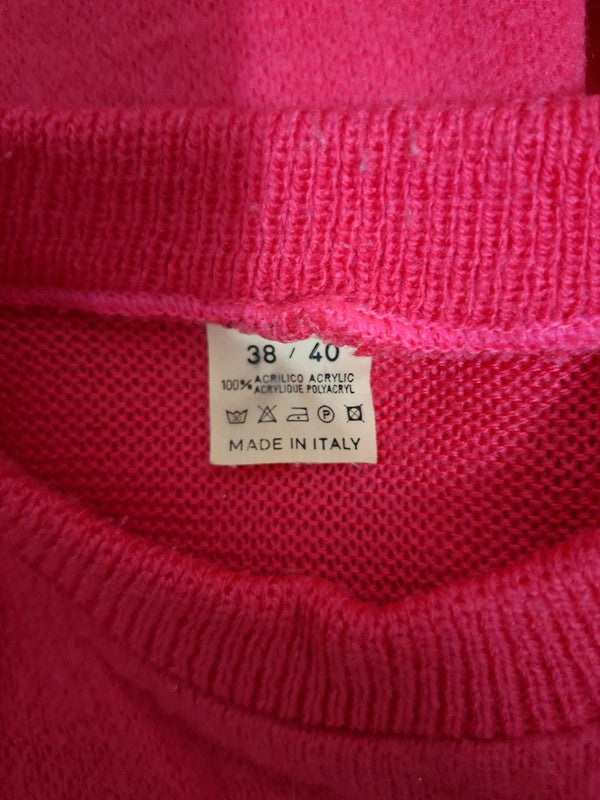 38 / 40
100% ACRILICO ACRYLIC
ACRYLIQUE POLYACRYL
P
MADE IN ITALY